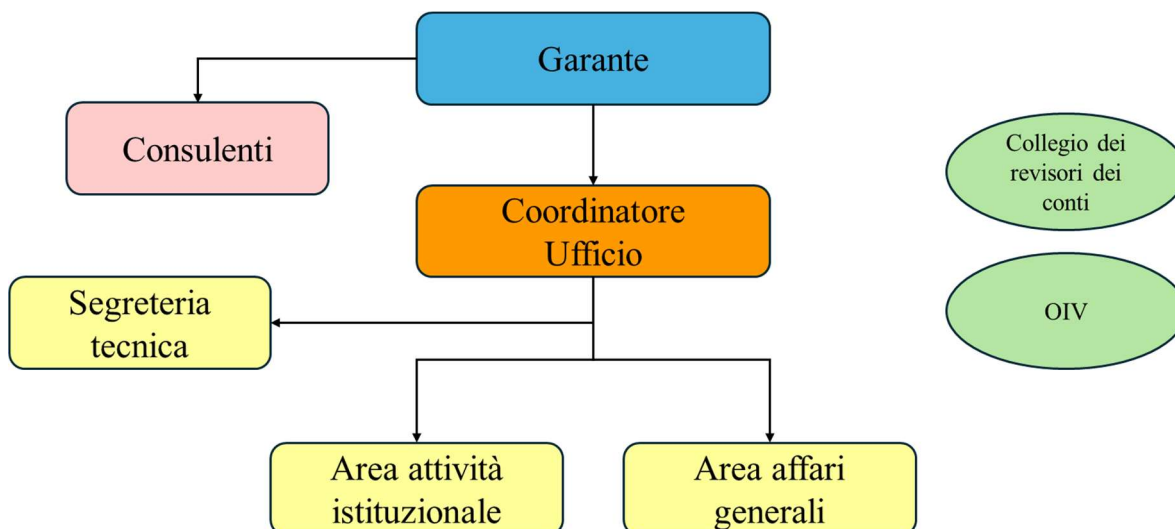 Garante
Consulenti
Collegio dei
revisori dei
conti
Coordinatore
Ufficio
Segreteria
tecnica
OIV
Area attività
istituzionale
Area affari
generali